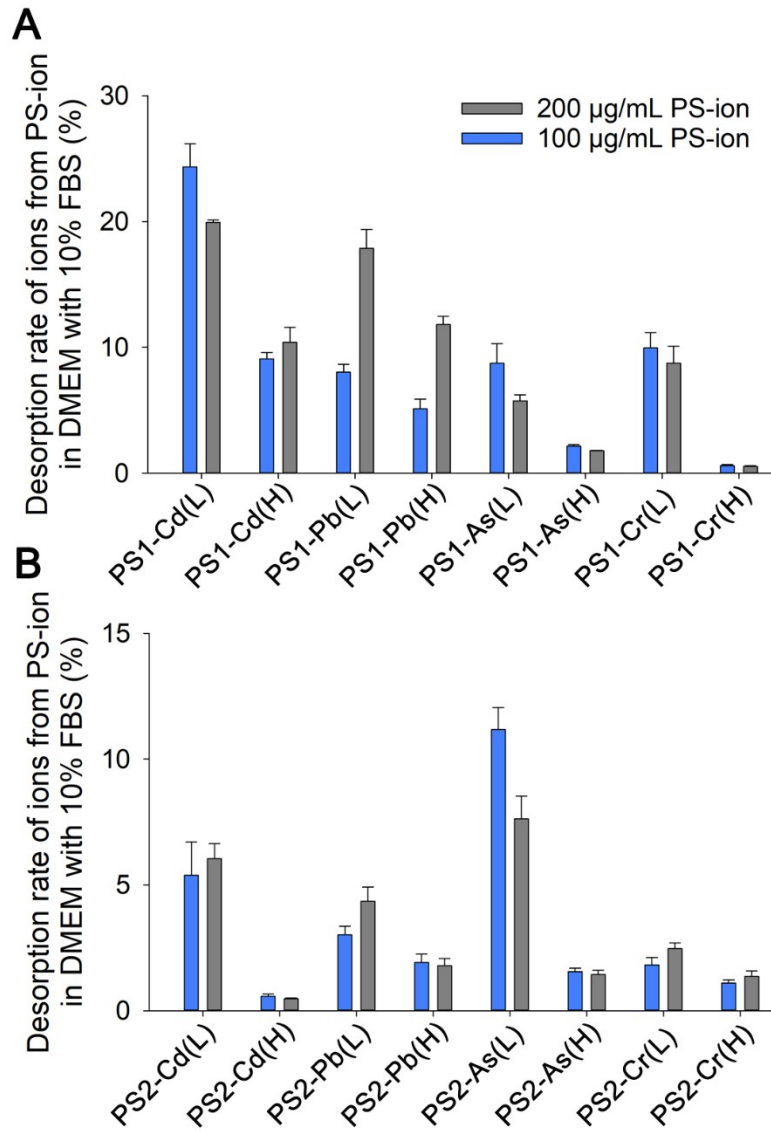 A
Desorption rate of ions from PS-ion
in DMEM with 10% FBS (%)
30
20
10
0
200 µg/mL PS-ion
100 µg/mL PS-ion
PS1-Cd(L)
PS1-Cd(H)
PS1-Pb(L)
PS1-Pb(H)
PS1-As(L)
PS1-As(H)
PS1-Cr(L)
PS1-Cr(H)
B
Desorption rate of ions from PS-ion
in DMEM with 10% FBS (%)
15
10
5
0
PS2-Cd(L)
PS2-Cd(H)
PS2-Pb(L)
PS2-Pb(H)
PS2-As(L)
PS2-As(H)
PS2-Cr(L)
PS2-Cr(H)